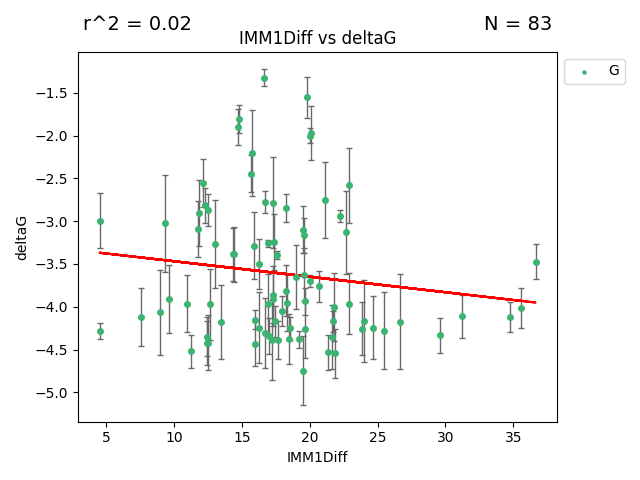 r^2 = 0.02
N = 83
IMM1Diff vs deltaG
G
−1.5
−2.0
−2.5
−3.0
−3.5
−4.0
−4.5
−5.0
deltaG
5 10 15 20 25 30 35
IMM1Diff